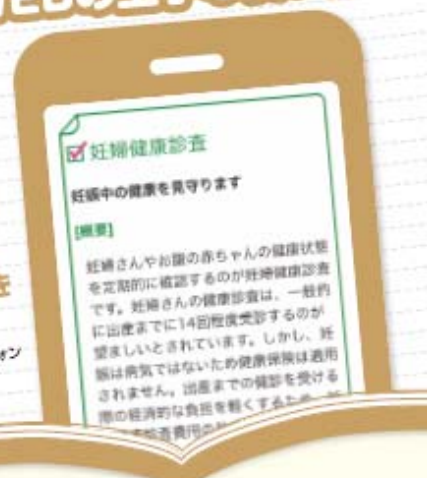 妊婦健康診査
妊娠中の健康を見守ります
[概要]
妊婦さんやお腹の赤ちゃんの健康状態
を定期的に確認するのが妊婦健康診査
です。妊婦さんの健康診査は、一般的
に出産までに14回程度受診するのが
望ましいとされています。しかし、妊
娠は病気ではないため健康保険は適用
されません。出産までの健診を受ける
際の経済的な負担を軽くするため
を
ォン